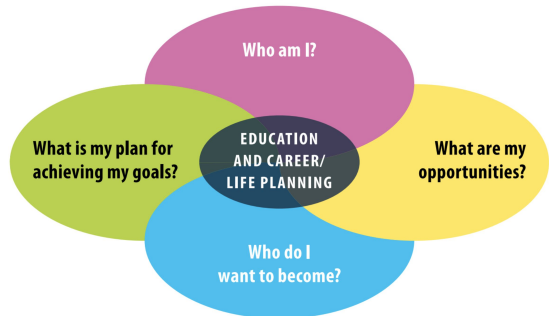 Who am I?
What is my plan for
achieving my goals?
EDUCATION
AND CAREER/
LIFE PLANNING
What are my
opportunities?
Who do I
want to become?